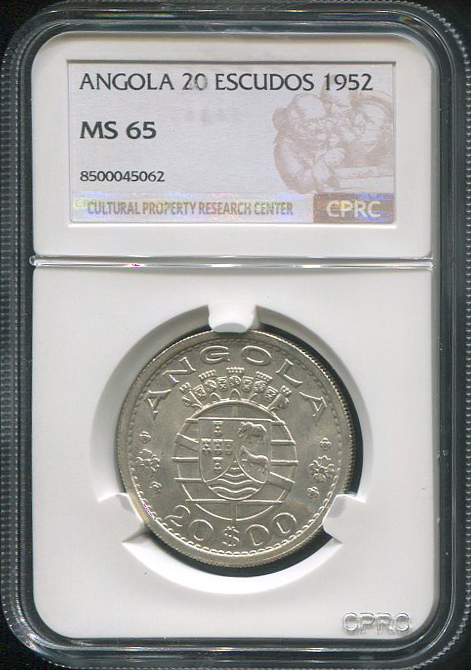 ANGOLA 20 ESCUDOS 1952
MS 65
8500045062
CULTURAL PROPERTY RESEARCH CENTER CPRC
ANGOLA
20$00
CPRC